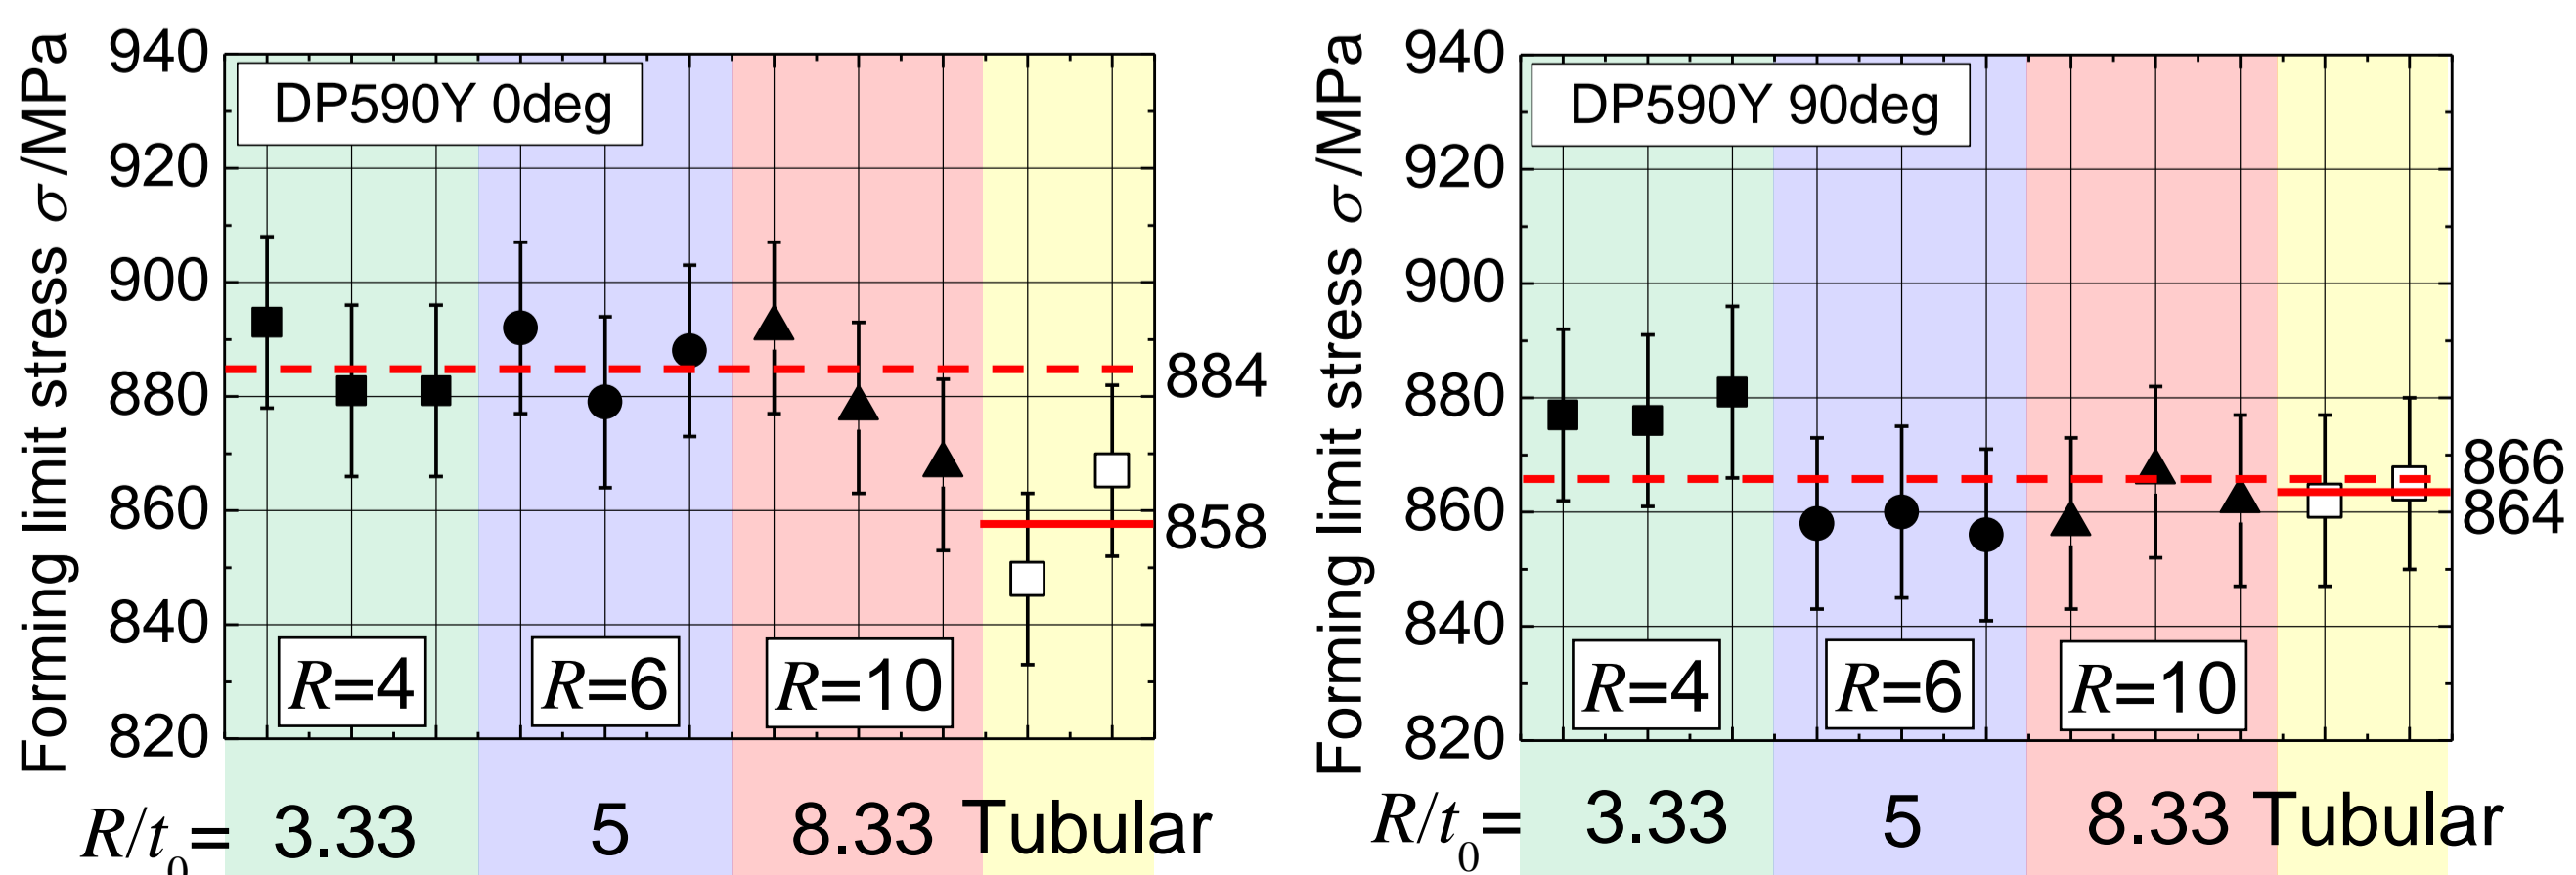 Forming limit stress σ/MPa
940
920
900
880
860
840
820
DP590Y 0deg
884
858
R=4
R=6
R=10
R/t0=
3.33
5
8.33
Tubular
Forming limit stress σ/MPa
940
920
900
880
860
840
820
DP590Y 90deg
866
864
R=4
R=6
R=10
R/t0=
3.33
5
8.33
Tubular